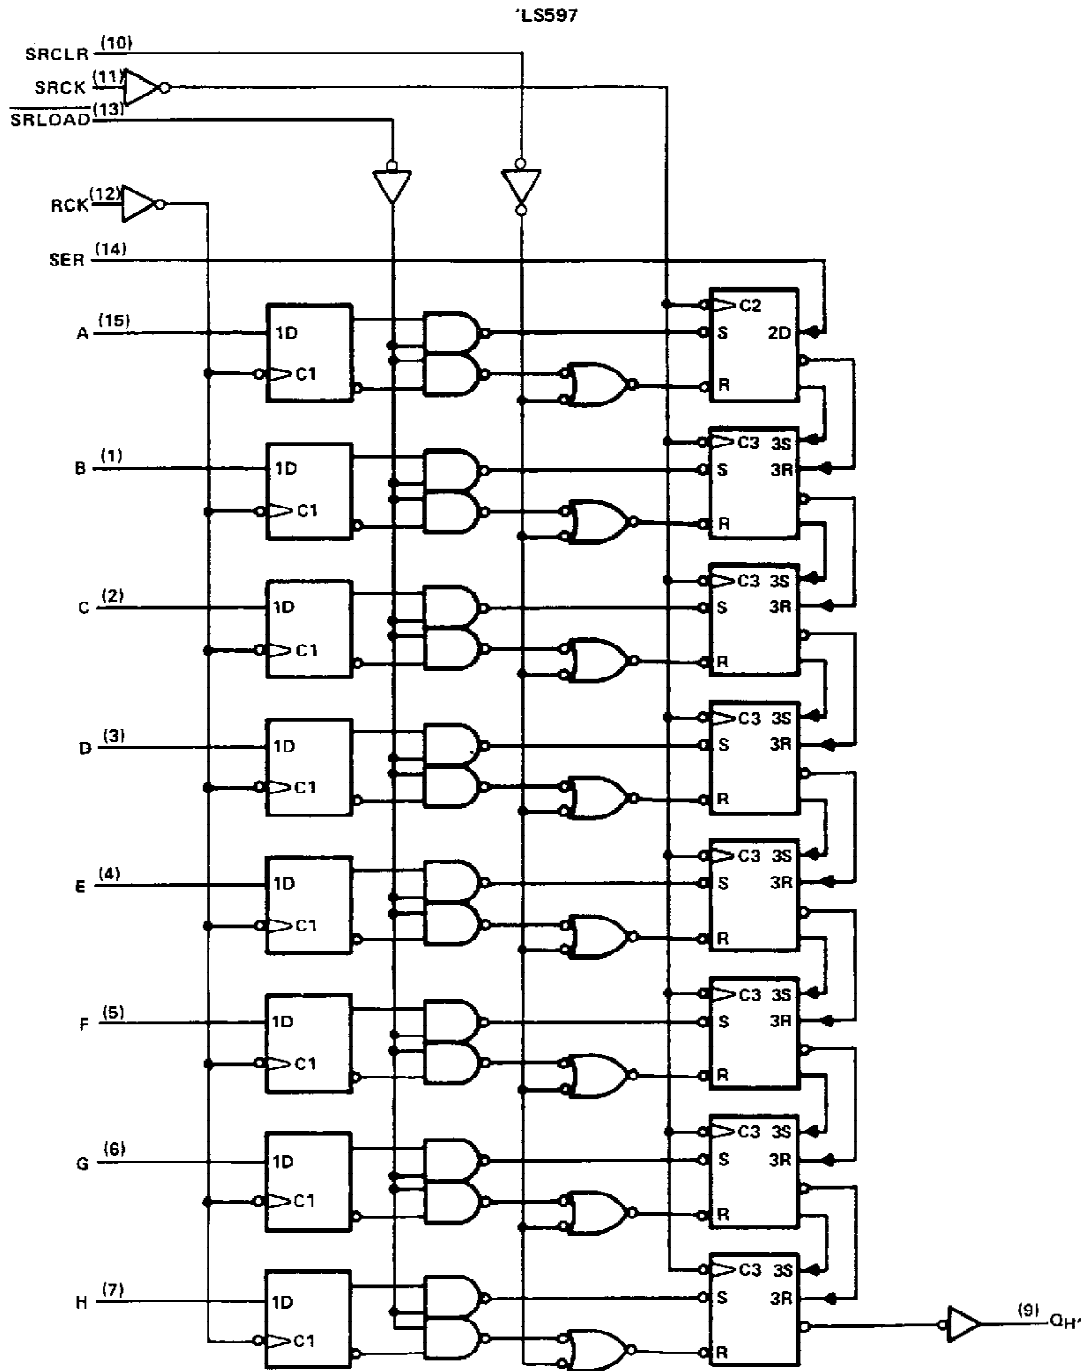 'LS597
SRCLR (10)
SRCK (11)
SRLOAD (13)
RCK (12)
SER (14)
C2
A (15) 1D S 2D
C1 R
C3 3S
B (1) 1D S 3R
C1 R
C3 3S
C (2) 1D S 3R
C1 R
C3 3S
D (3) 1D S 3R
C1 R
C3 3S
E (4) 1D S 3R
C1 R
C3 3S
F (5) 1D S 3R
C1 R
C3 3S
G (6) 1D S 3R
C1 R
C3 3S
H (7) 1D S 3R
(9) QH'
C1 R